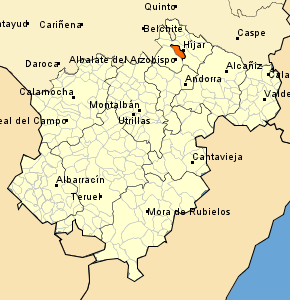 Quinto
atayud
Cariñena
Belchite
Caspe
Híjar
Daroca
Albalate del Arzobispo
Alcañiz
Cala
Andorra
Calamocha
Valde
Montalbán
eal del Campo
Utrillas
Cantavieja
Albarracín
Teruel
Mora de Rubielos